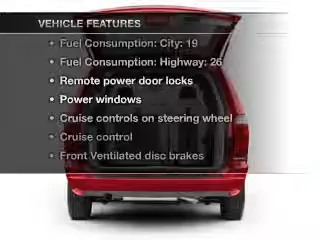 VEHICLE FEATURES
• Fuel Consumption: City: 19
• Fuel Consumption: Highway: 26
• Remote power door locks
• Power windows
• Cruise controls on steering wheel
• Cruise control
• Front Ventilated disc brakes